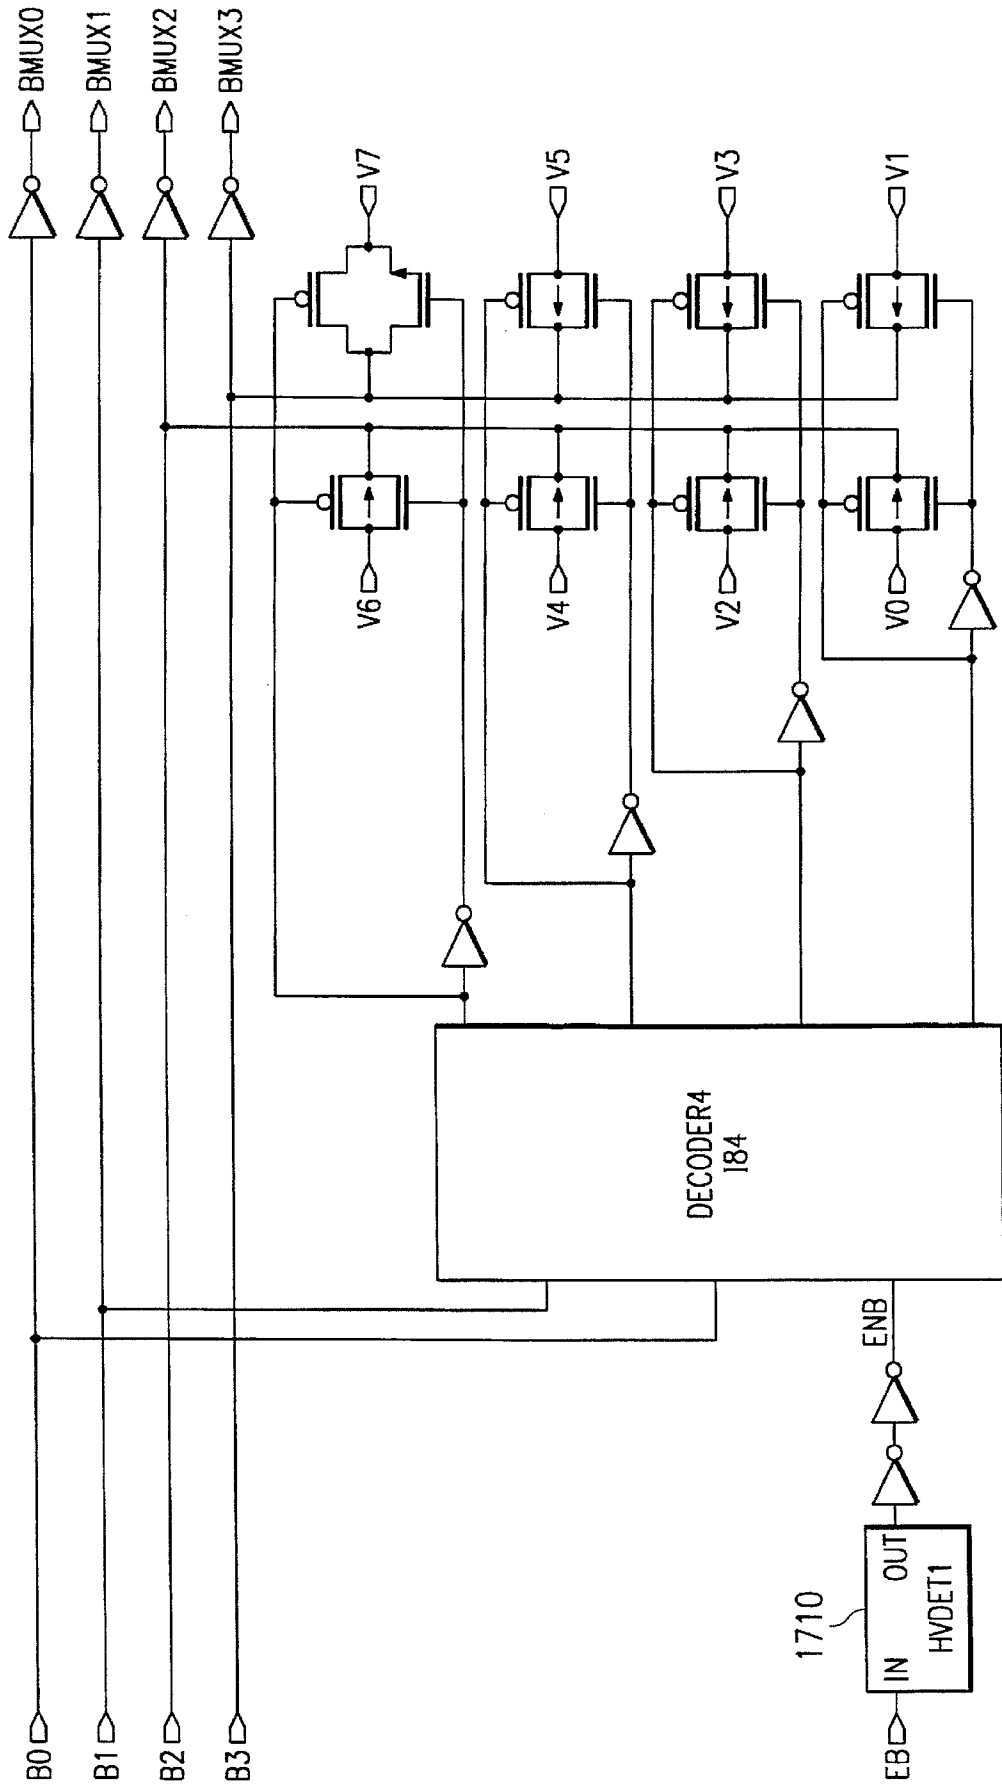 B0
B1
B2
B3
BMUX0
BMUX1
BMUX2
BMUX3
V7
V5
V3
V1
V6
V4
V2
V0
DECODER4
I84
ENB
1710
IN
OUT
HVDET1
EB